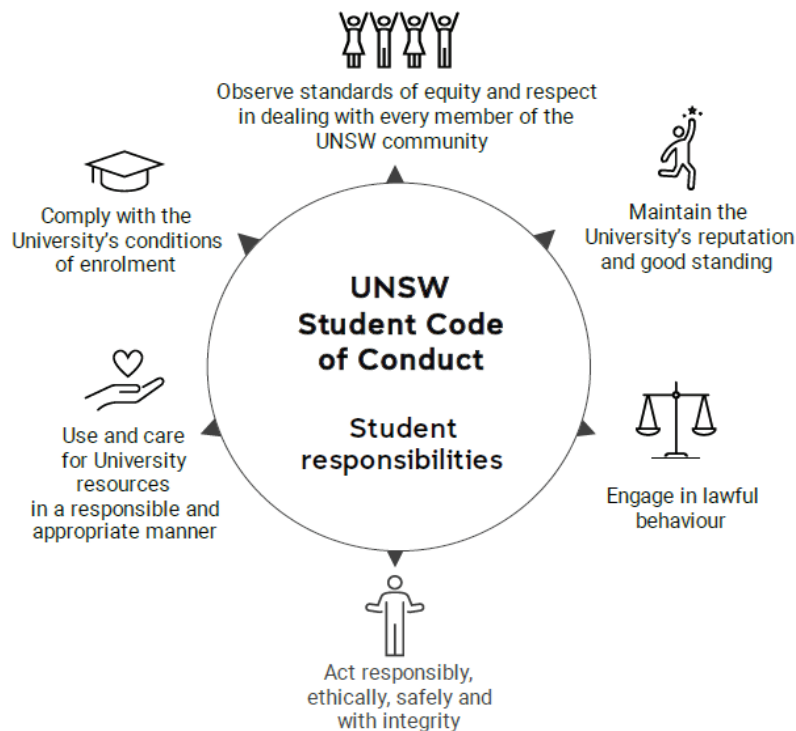 Observe standards of equity and respect
in dealing with every member of the
UNSW community
Comply with the
University's conditions
of enrolment
Maintain the
University's reputation
and good standing
UNSW
Student Code
of Conduct
Student
responsibilities
Use and care
for University
resources
in a responsible and
appropriate manner
Engage in lawful
behaviour
Act responsibly,
ethically, safely and
with integrity